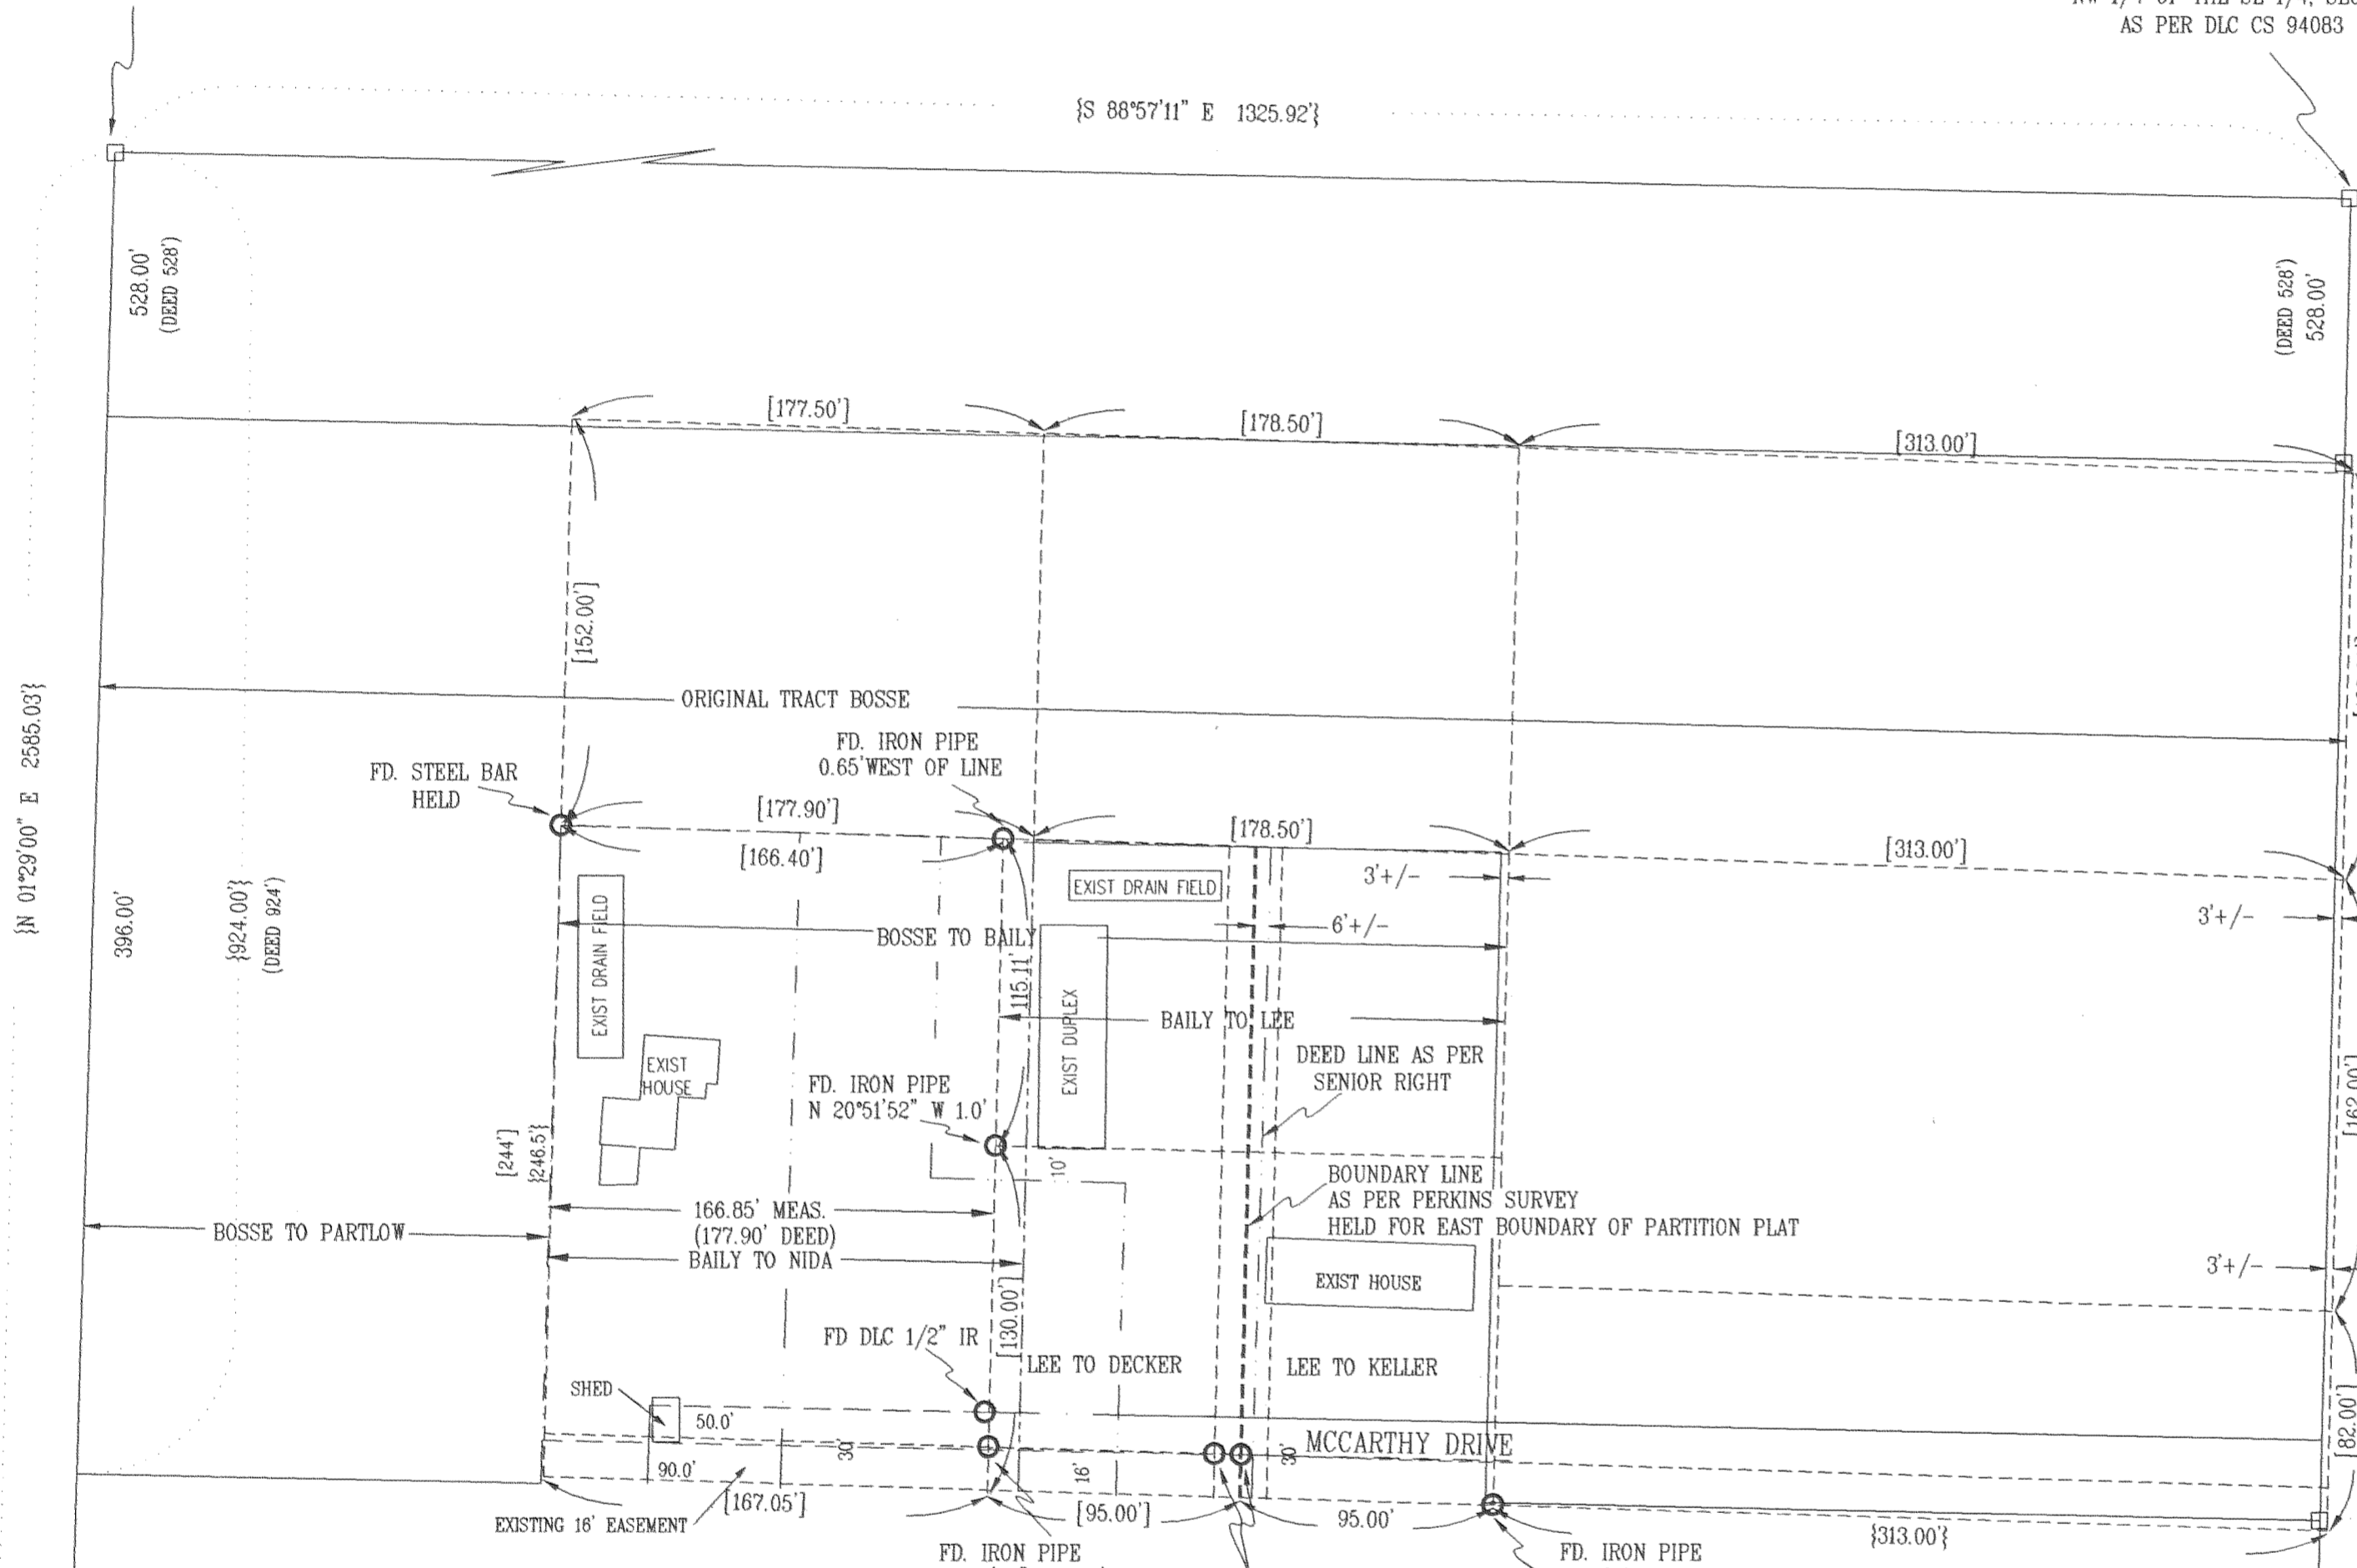 AS PER DLC CS 94083
}S 88°57'11" E 1325.92'{
528.00'
(DEED 528')
(DEED 528')
528.00'
[177.50']
[178.50']
[313.00']
[152.00']
ORIGINAL TRACT BOSSE
}N 01°29'00" E 2585.03'{
FD. STEEL BAR
HELD
FD. IRON PIPE
0.65'WEST OF LINE
[177.90']
[166.40']
[178.50']
[313.00']
3'+/-
3'+/-
6'+/-
396.00'
}924.00'{
(DEED 924')
EXIST DRAIN FIELD
EXIST DRAIN FIELD
BOSSE TO BAILY
115.11'
EXIST DUPLEX
BAILY TO LEE
DEED LINE AS PER
SENIOR RIGHT
EXIST
HOUSE
FD. IRON PIPE
N 20°51'52" W 1.0'
[244']
}246.5'{
10'
[162.00']
BOUNDARY LINE
AS PER PERKINS SURVEY
HELD FOR EAST BOUNDARY OF PARTITION PLAT
166.85' MEAS.
(177.90' DEED)
BAILY TO NIDA
BOSSE TO PARTLOW
EXIST HOUSE
3'+/-
[130.00']
FD DLC 1/2" IR
LEE TO DECKER
LEE TO KELLER
SHED
50.0'
30'
30'
MCCARTHY DRIVE
[82.00']
90.0'
16'
[167.05']
[95.00']
95.00'
}313.00'{
EXISTING 16' EASEMENT
FD. IRON PIPE
FD. IRON PIPE